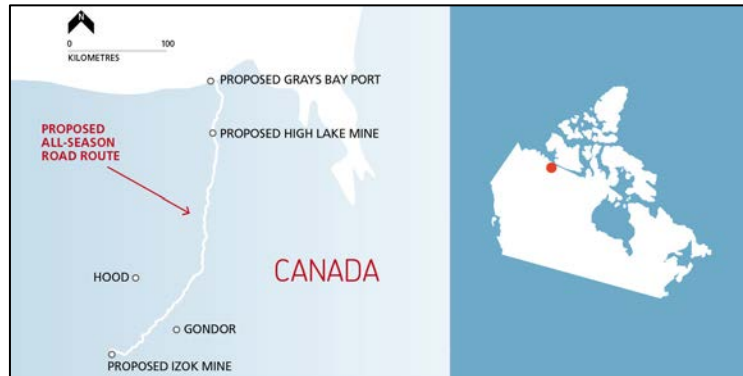 N
0 100
KILOMETRES
PROPOSED GRAYS BAY PORT
PROPOSED HIGH LAKE MINE
PROPOSED
ALL-SEASON
ROAD ROUTE
CANADA
HOOD
GONDOR
PROPOSED IZOK MINE